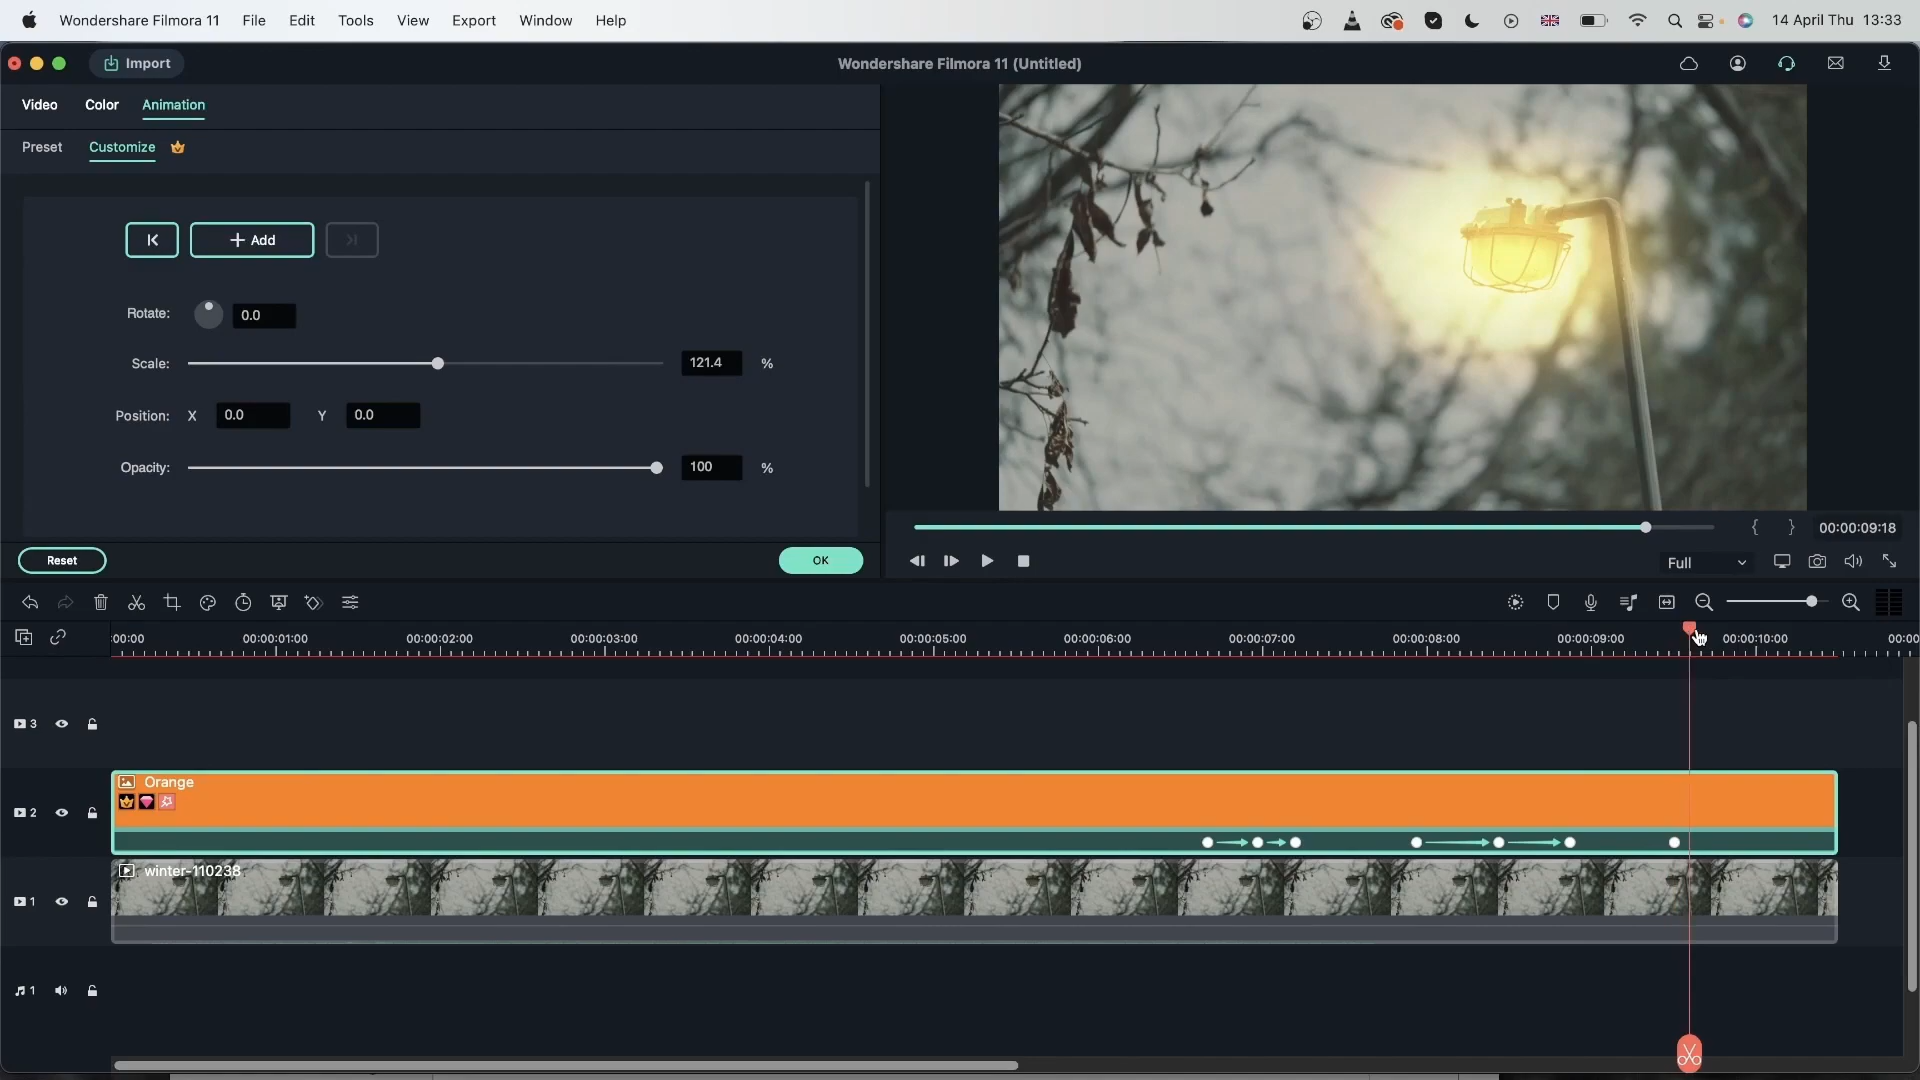 Wondershare Filmora 11 File Edit Tools View Export Window Help 14 April Thu 13:33
Import Wondershare Filmora 11 (Untitled)
Video Color Animation
Preset Customize
Add
Rotate: 0.0
Scale: 121.4 %
Position: X 0.0 Y 0.0
Opacity: 100 %
{ } 00:00:09:18
Reset OK
Full
:00:00 00:00:01:00 00:00:02:00 00:00:03:00 00:00:04:00 00:00:05:00 00:00:06:00 00:00:07:00 00:00:08:00 00:00:09:00 00:00:10:00 00:00
3
Orange
2
winter-110238
1
1